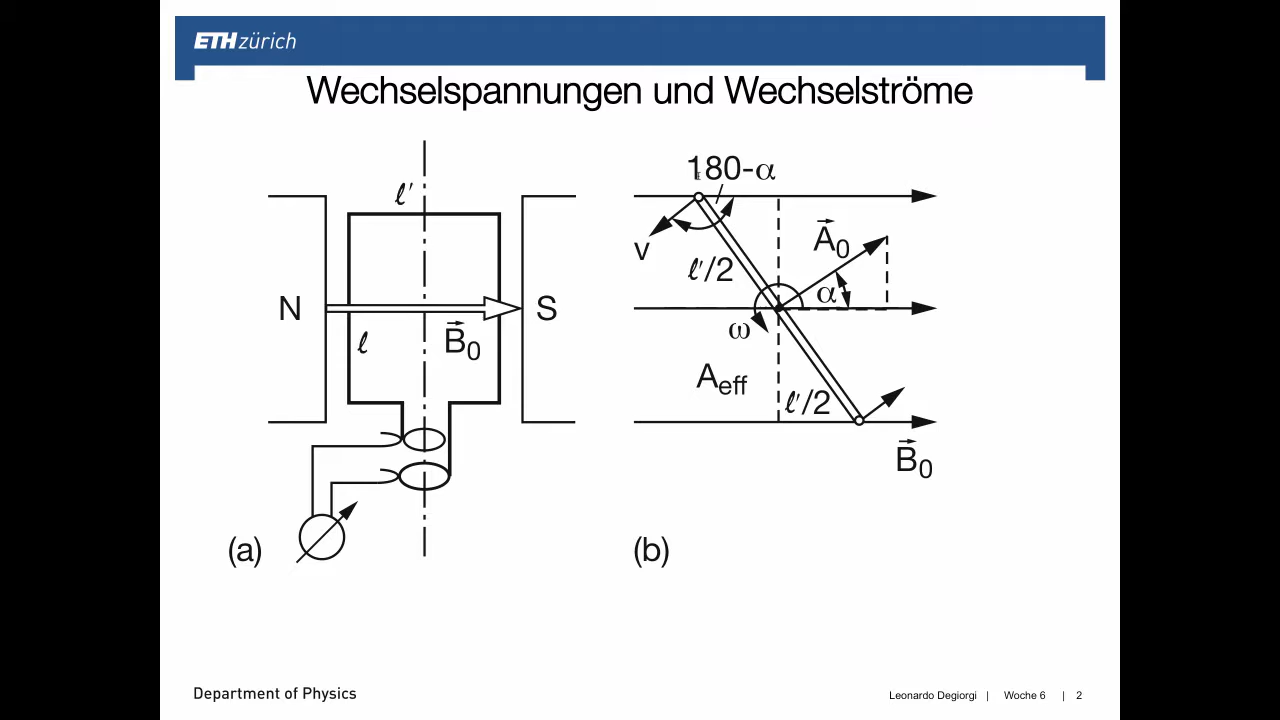 ETH zürich
Wechselspannungen und Wechselströme
ℓ'
N
S
ℓ
B⃗₀
(a)
180-α
v
ℓ'/2
A⃗₀
α
ω
A_eff
ℓ'/2
B⃗₀
(b)
Department of Physics
Leonardo Degiorgi | Woche 6 | 2